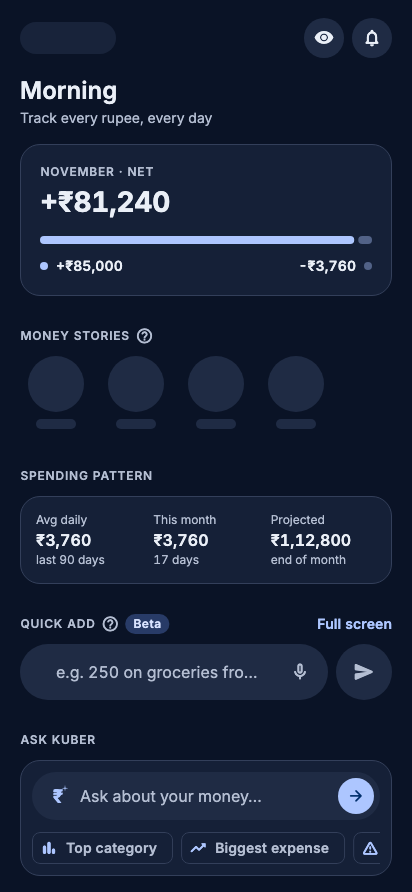 Morning
Track every rupee, every day
NOVEMBER · NET
+₹81,240
+₹85,000
-₹3,760
MONEY STORIES
SPENDING PATTERN
Avg daily
₹3,760
last 90 days
This month
₹3,760
17 days
Projected
₹1,12,800
end of month
QUICK ADD
Beta
Full screen
e.g. 250 on groceries fro...
ASK KUBER
₹ Ask about your money...
Top category
Biggest expense